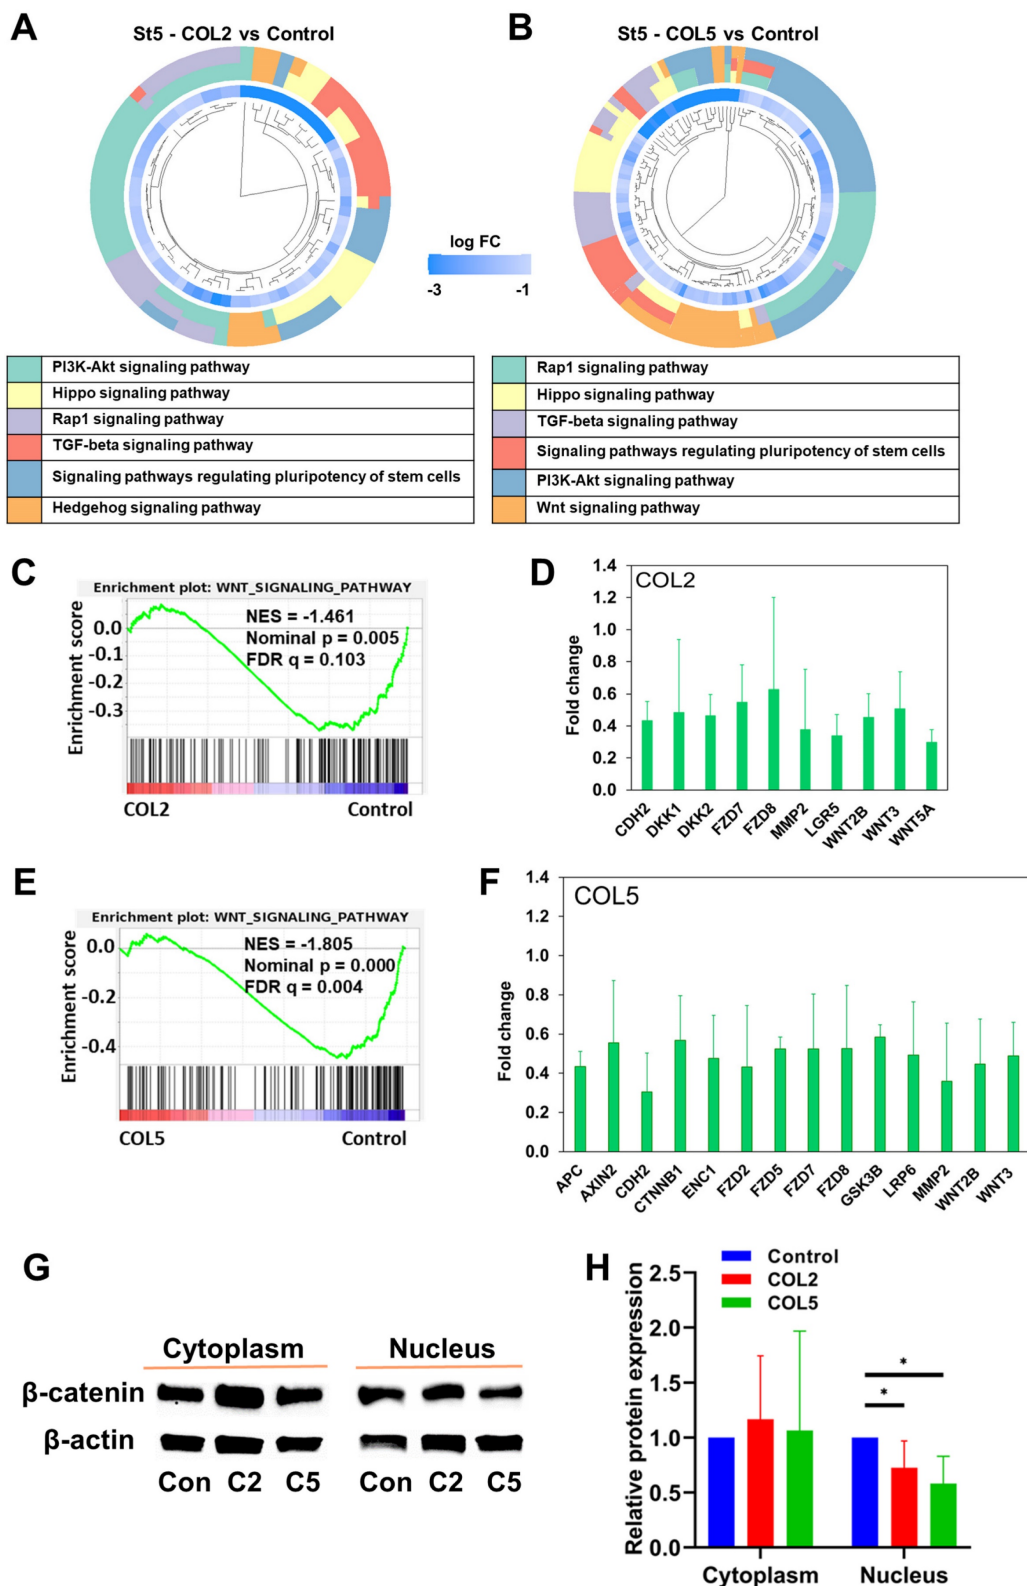 A
St5 - COL2 vs Control
B
St5 - COL5 vs Control
log FC
-3 -1
PI3K-Akt signaling pathway
Hippo signaling pathway
Rap1 signaling pathway
TGF-beta signaling pathway
Signaling pathways regulating pluripotency of stem cells
Hedgehog signaling pathway
Rap1 signaling pathway
Hippo signaling pathway
TGF-beta signaling pathway
Signaling pathways regulating pluripotency of stem cells
PI3K-Akt signaling pathway
Wnt signaling pathway
C
Enrichment plot: WNT_SIGNALING_PATHWAY
NES = -1.461
Nominal p = 0.005
FDR q = 0.103
Enrichment score
0.0
-0.1
-0.2
-0.3
COL2 Control
D
COL2
Fold change
1.4
1.2
1.0
0.8
0.6
0.4
0.2
0.0
CDH2 DKK1 DKK2 FZD7 FZD8 MMP2 LGR5 WNT2B WNT3 WNT5A
E
Enrichment plot: WNT_SIGNALING_PATHWAY
NES = -1.805
Nominal p = 0.000
FDR q = 0.004
Enrichment score
0.0
-0.2
-0.4
COL5 Control
F
COL5
Fold change
1.4
1.2
1.0
0.8
0.6
0.4
0.2
0.0
APC AXIN2 CDH2 CTNNB1 ENC1 FZD2 FZD5 FZD7 FZD8 GSK3B LRP6 MMP2 WNT2B WNT3
G
Cytoplasm Nucleus
β-catenin
β-actin
Con C2 C5 Con C2 C5
H
Control
COL2
COL5
Relative protein expression
2.5
2.0
1.5
1.0
0.5
0.0
*
*
Cytoplasm Nucleus